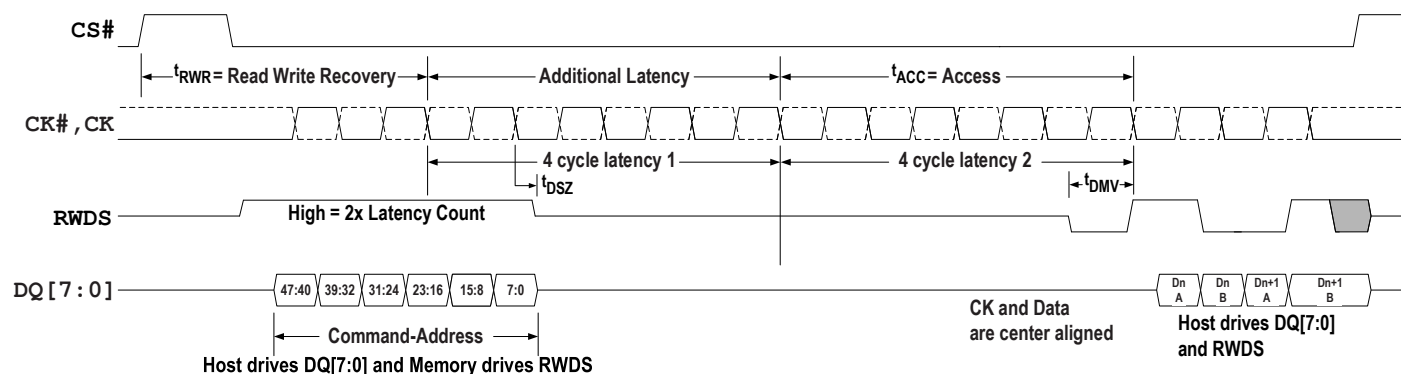 CS#
tRWR= Read Write Recovery
Additional Latency
tACC= Access
CK#,CK
4 cycle latency 1
4 cycle latency 2
tDSZ
tDMV
High = 2x Latency Count
RWDS
DQ[7:0]
47:40 39:32 31:24 23:16 15:8 7:0
Dn A
Dn B
Dn+1 A
Dn+1 B
CK and Data
are center aligned
Command-Address
Host drives DQ[7:0]
and RWDS
Host drives DQ[7:0] and Memory drives RWDS